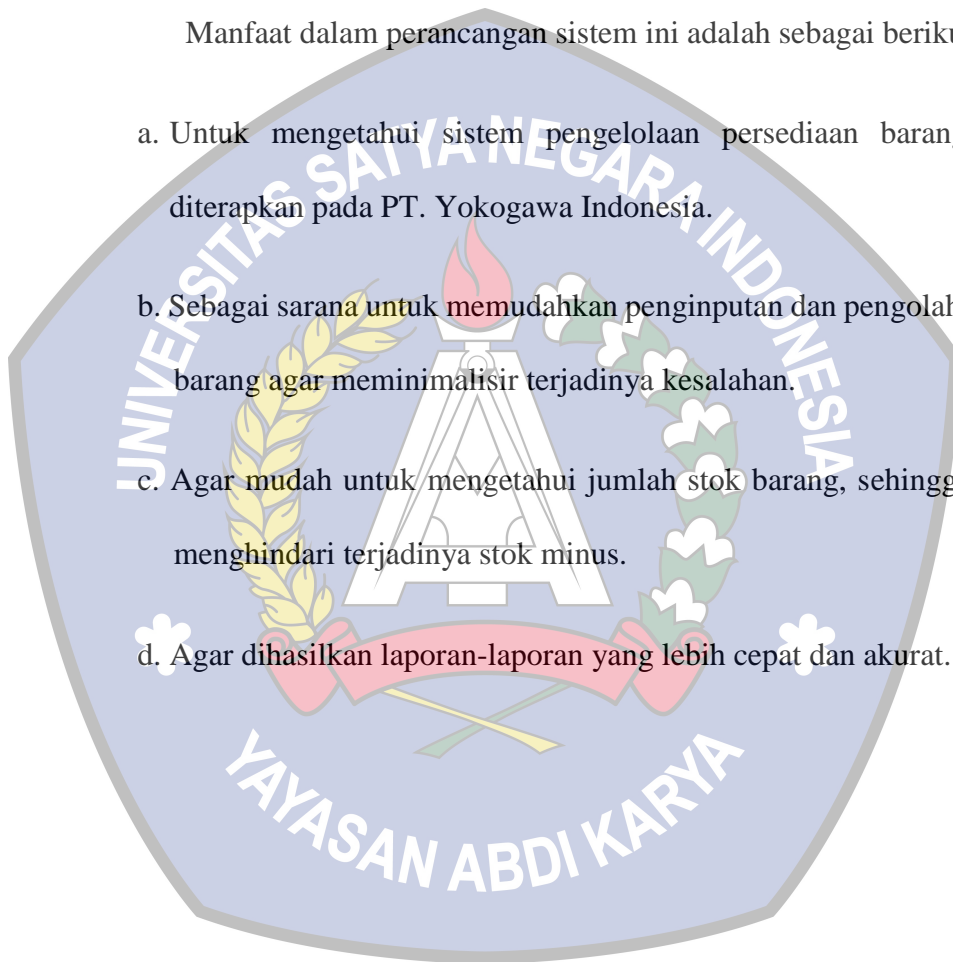 Manfaat dalam perancangan sistem ini adalah sebagai beriku
a. Untuk mengetahui sistem pengelolaan persediaan barang
diterapkan pada PT. Yokogawa Indonesia.
b. Sebagai sarana untuk memudahkan penginputan dan pengolah
barang agar meminimalisir terjadinya kesalahan.
c. Agar mudah untuk mengetahui jumlah stok barang, sehingg
menghindari terjadinya stok minus.
d. Agar dihasilkan laporan-laporan yang lebih cepat dan akurat.
UNIVERSITAS SATYA NEGARA INDONESIA
YAYASAN ABDI KARYA